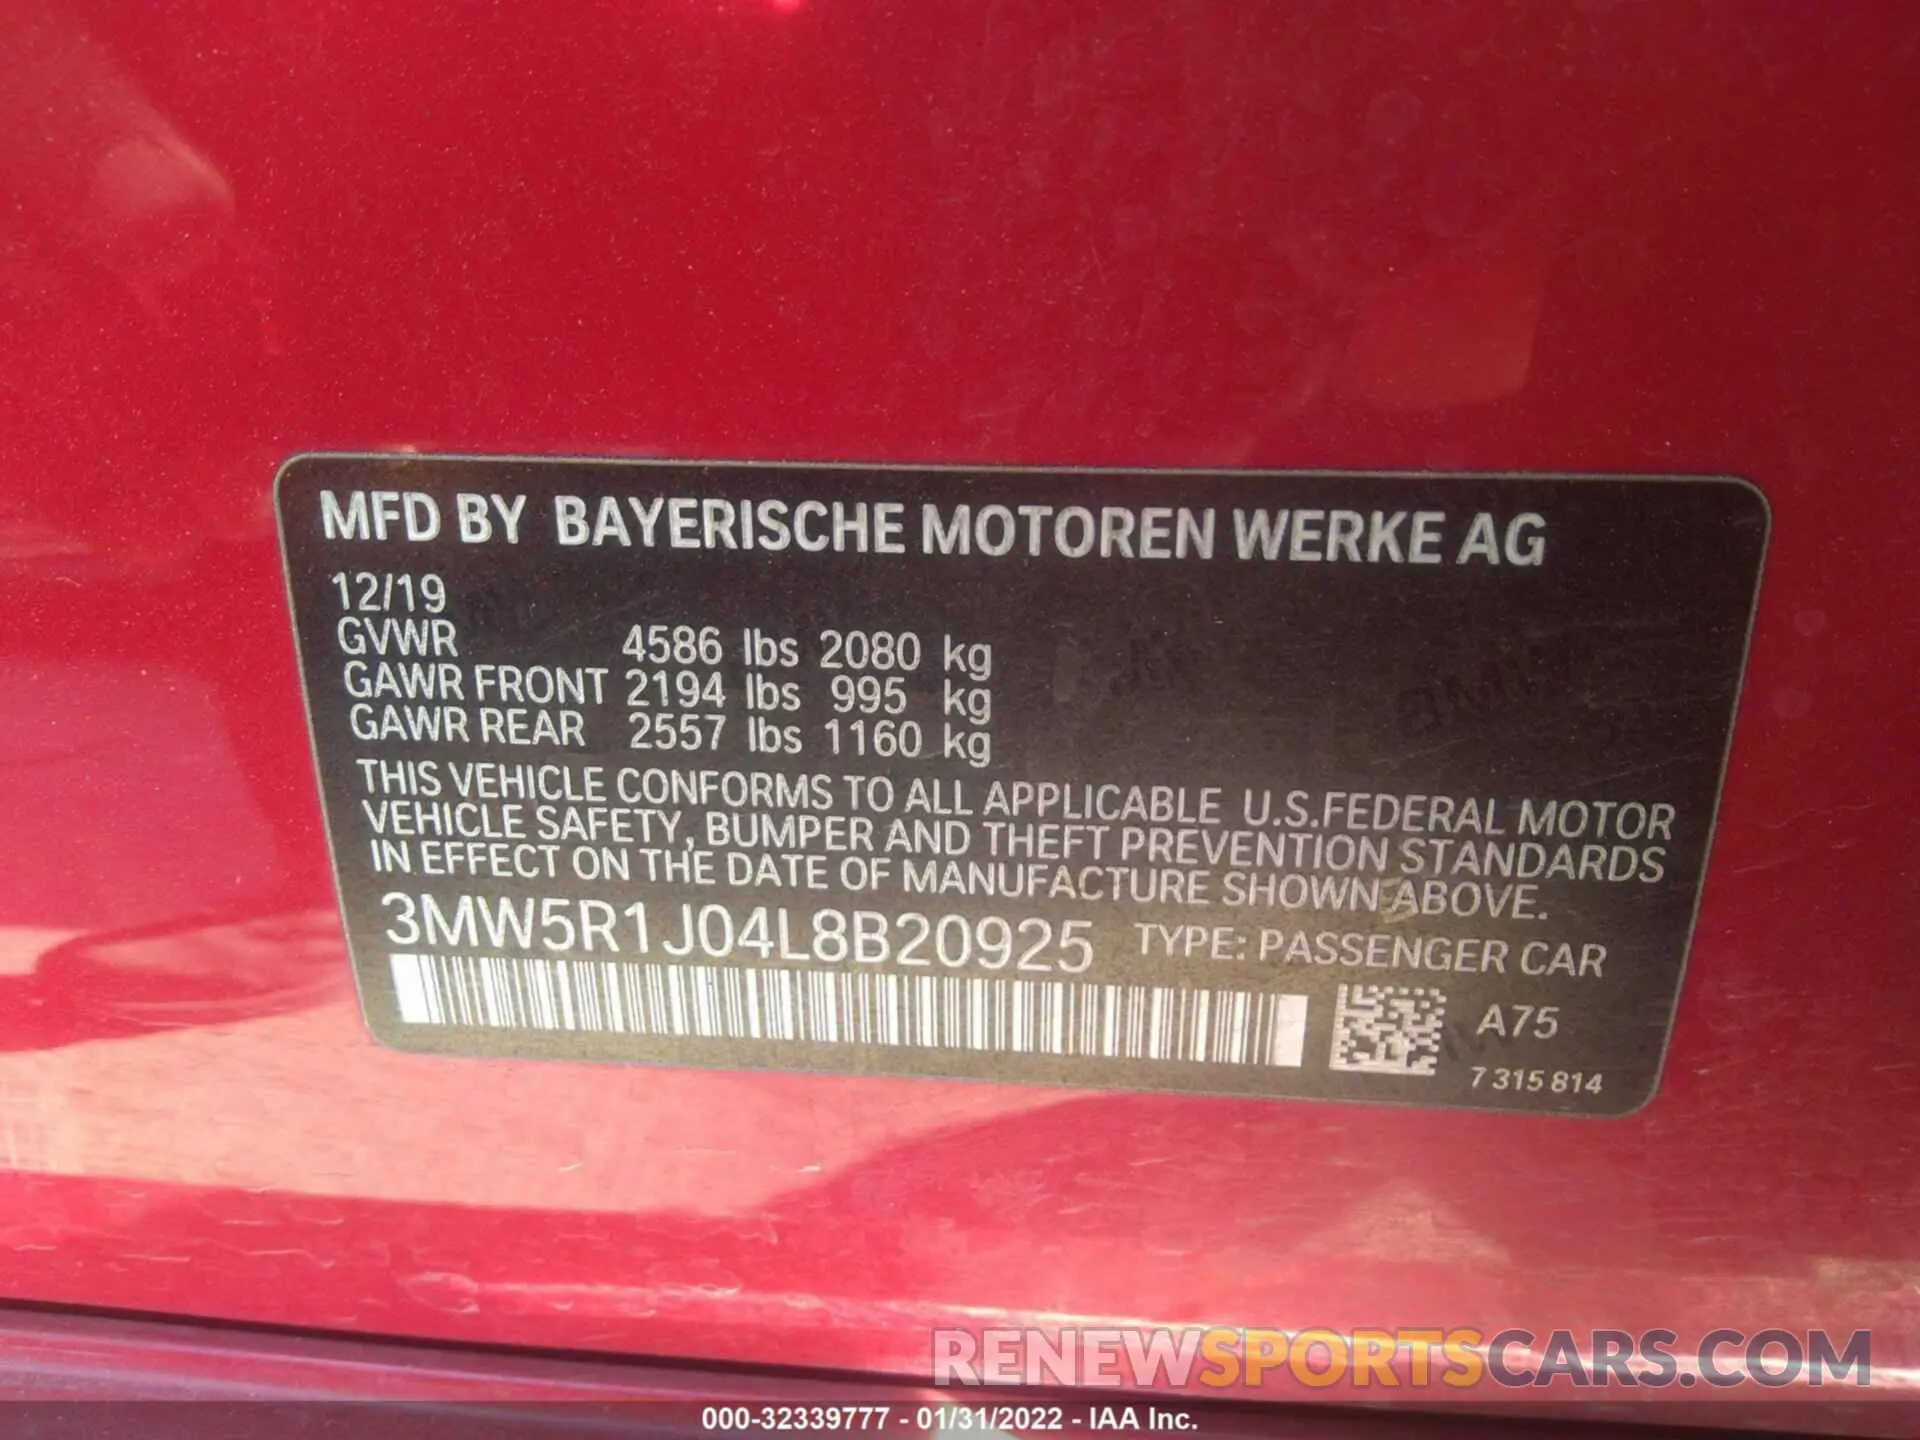 MFD BY BAYERISCHE MOTOREN WERKE AG
12/19
GVWR 4586 lbs 2080 kg
GAWR FRONT 2194 lbs 995 kg
GAWR REAR 2557 lbs 1160 kg
THIS VEHICLE CONFORMS TO ALL APPLICABLE U.S.FEDERAL MOTOR
VEHICLE SAFETY, BUMPER AND THEFT PREVENTION STANDARDS
IN EFFECT ON THE DATE OF MANUFACTURE SHOWN ABOVE.
3MW5R1J04L8B20925 TYPE: PASSENGER CAR
A75
7 315 814
RENEWSPORTSCARS.COM
000-32339777 - 01/31/2022 - IAA Inc.